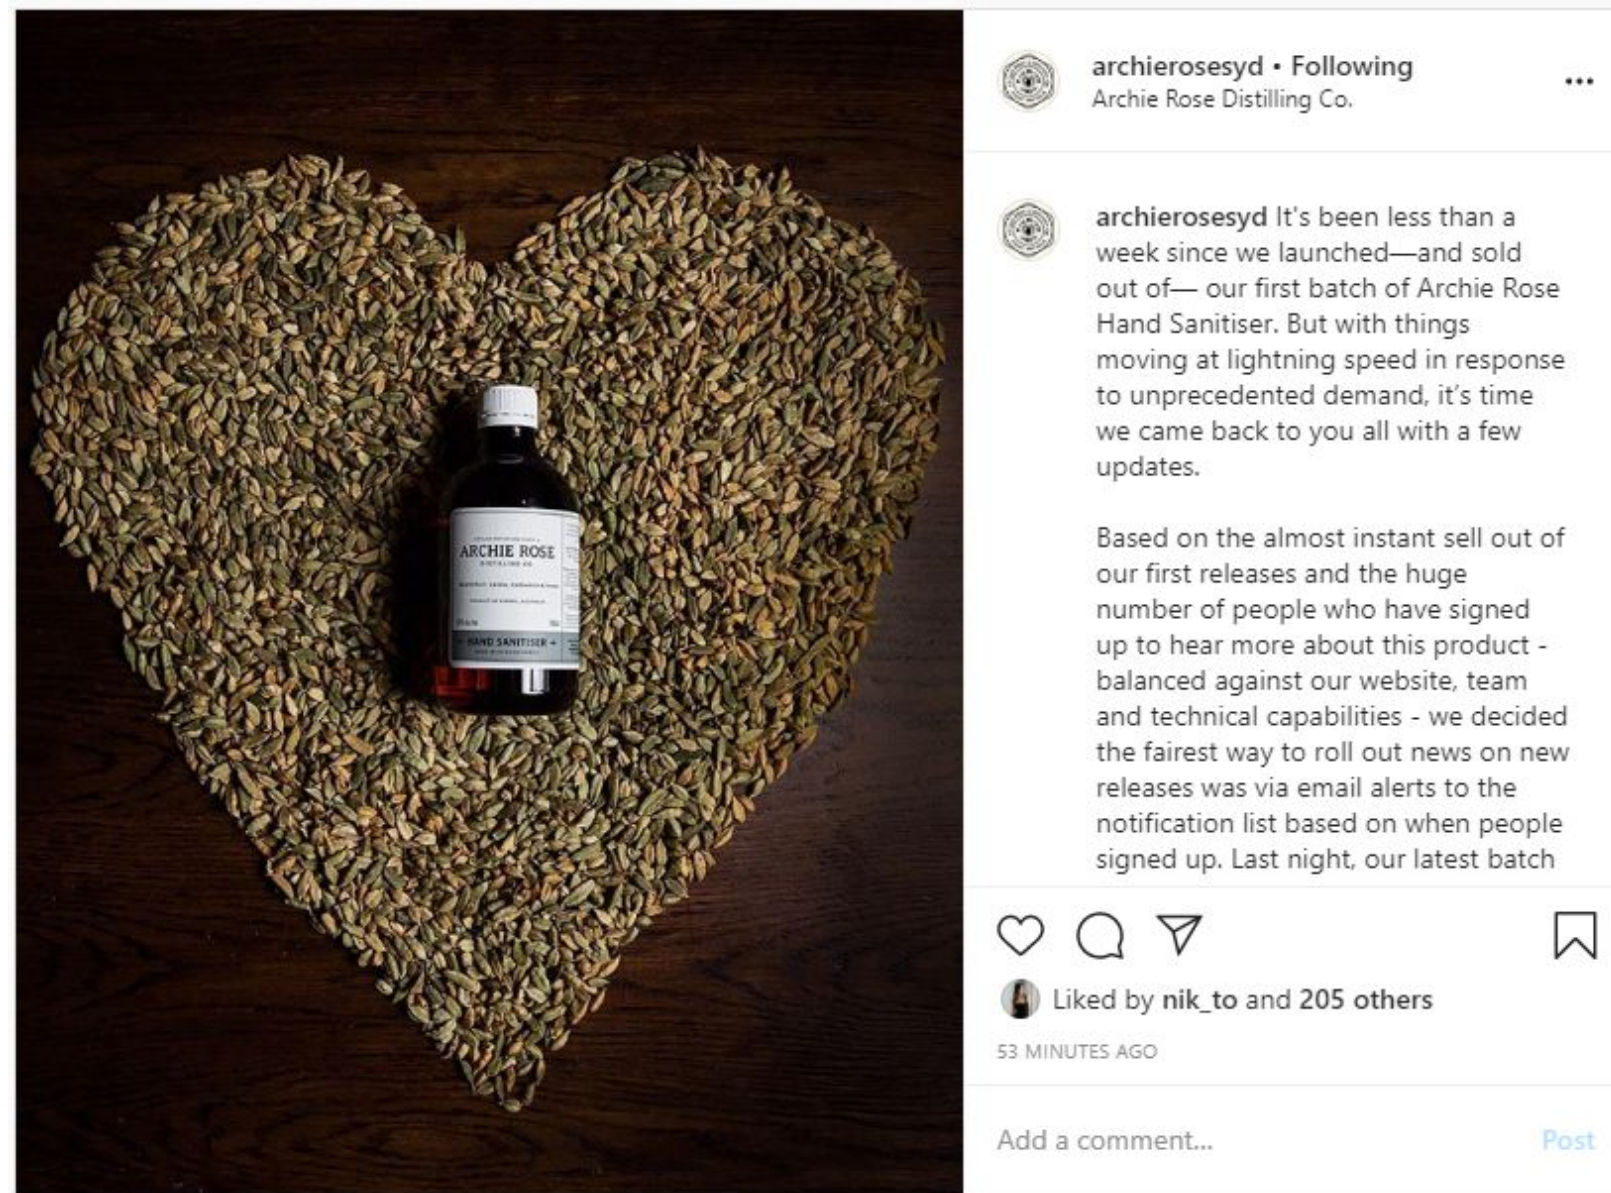 archierosesyd • Following
Archie Rose Distilling Co.
archierosesyd It's been less than a
week since we launched—and sold
out of— our first batch of Archie Rose
Hand Sanitiser. But with things
moving at lightning speed in response
to unprecedented demand, it's time
we came back to you all with a few
updates.
Based on the almost instant sell out of
our first releases and the huge
number of people who have signed
up to hear more about this product -
balanced against our website, team
and technical capabilities - we decided
the fairest way to roll out news on new
releases was via email alerts to the
notification list based on when people
signed up. Last night, our latest batch
Liked by nik_to and 205 others
53 MINUTES AGO
Add a comment... Post
ARCHIE ROSE
DISTILLING CO
HAND SANITISER